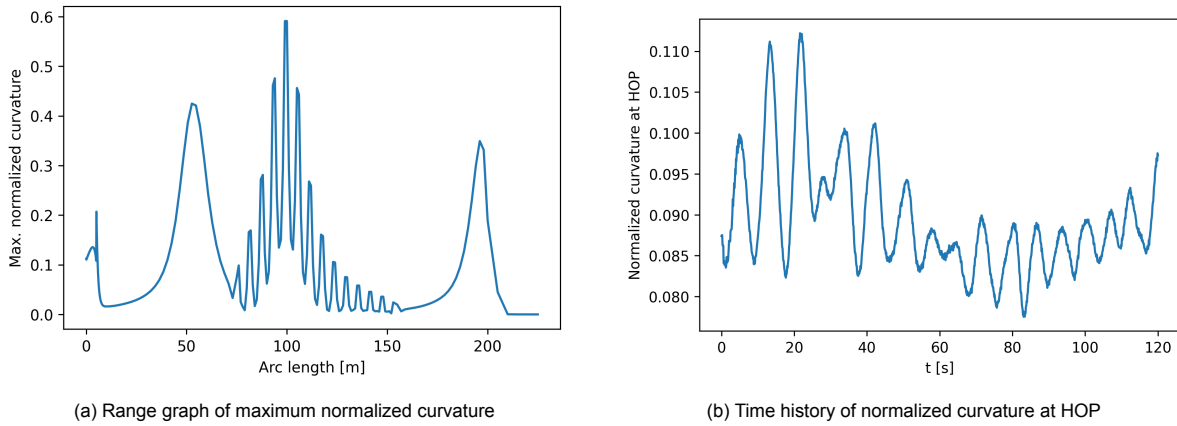 0.6
0.5
0.4
0.3
0.2
0.1
0.0
Max. normalized curvature
0 50 100 150 200
Arc length [m]
(a) Range graph of maximum normalized curvature
0.110
0.105
0.100
0.095
0.090
0.085
0.080
Normalized curvature at HOP
0 20 40 60 80 100 120
t [s]
(b) Time history of normalized curvature at HOP